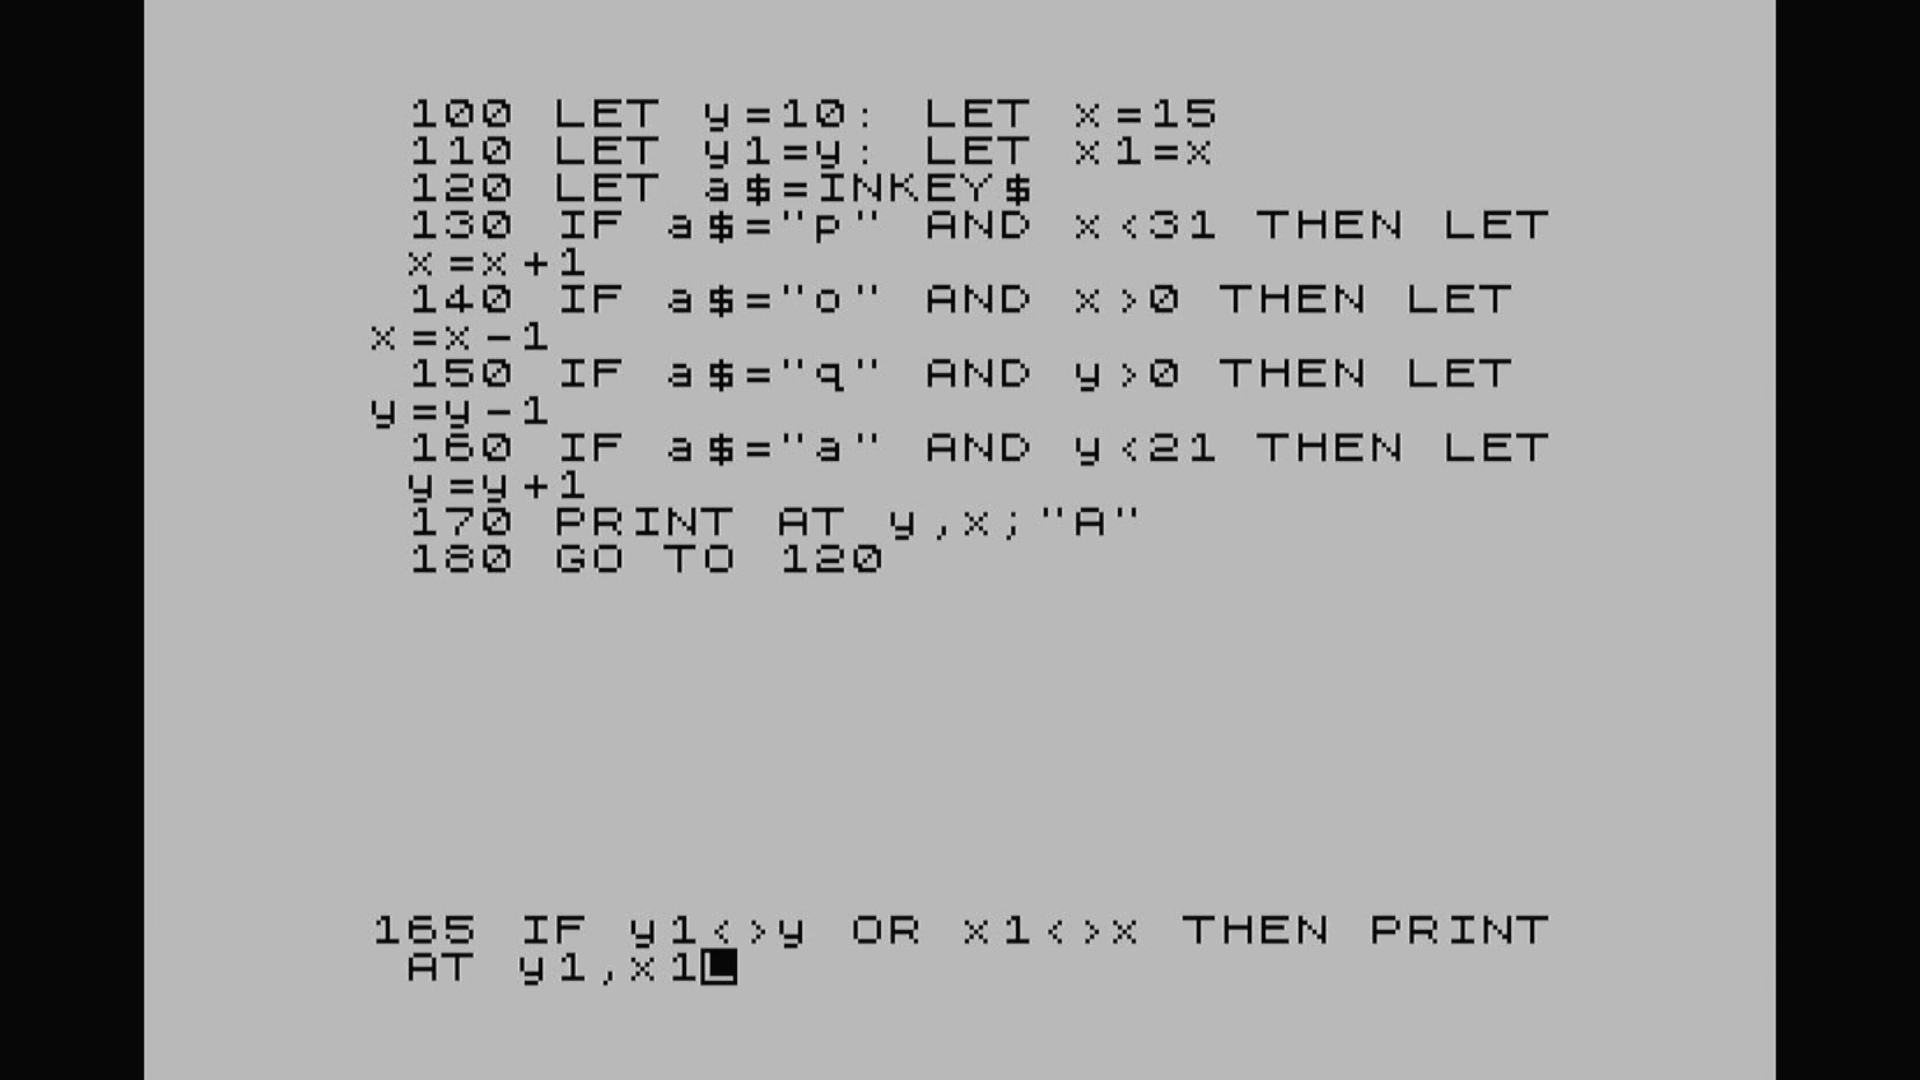 100 LET y=10: LET x=15
110 LET y1=y: LET x1=x
120 LET a$=INKEY$
130 IF a$="p" AND x<31 THEN LET
x=x+1
140 IF a$="o" AND x>0 THEN LET
x=x-1
150 IF a$="q" AND y>0 THEN LET
y=y-1
160 IF a$="a" AND y<21 THEN LET
y=y+1
170 PRINT AT y,x;"A"
180 GO TO 120
165 IF y1<>y OR x1<>x THEN PRINT
AT y1,x1L